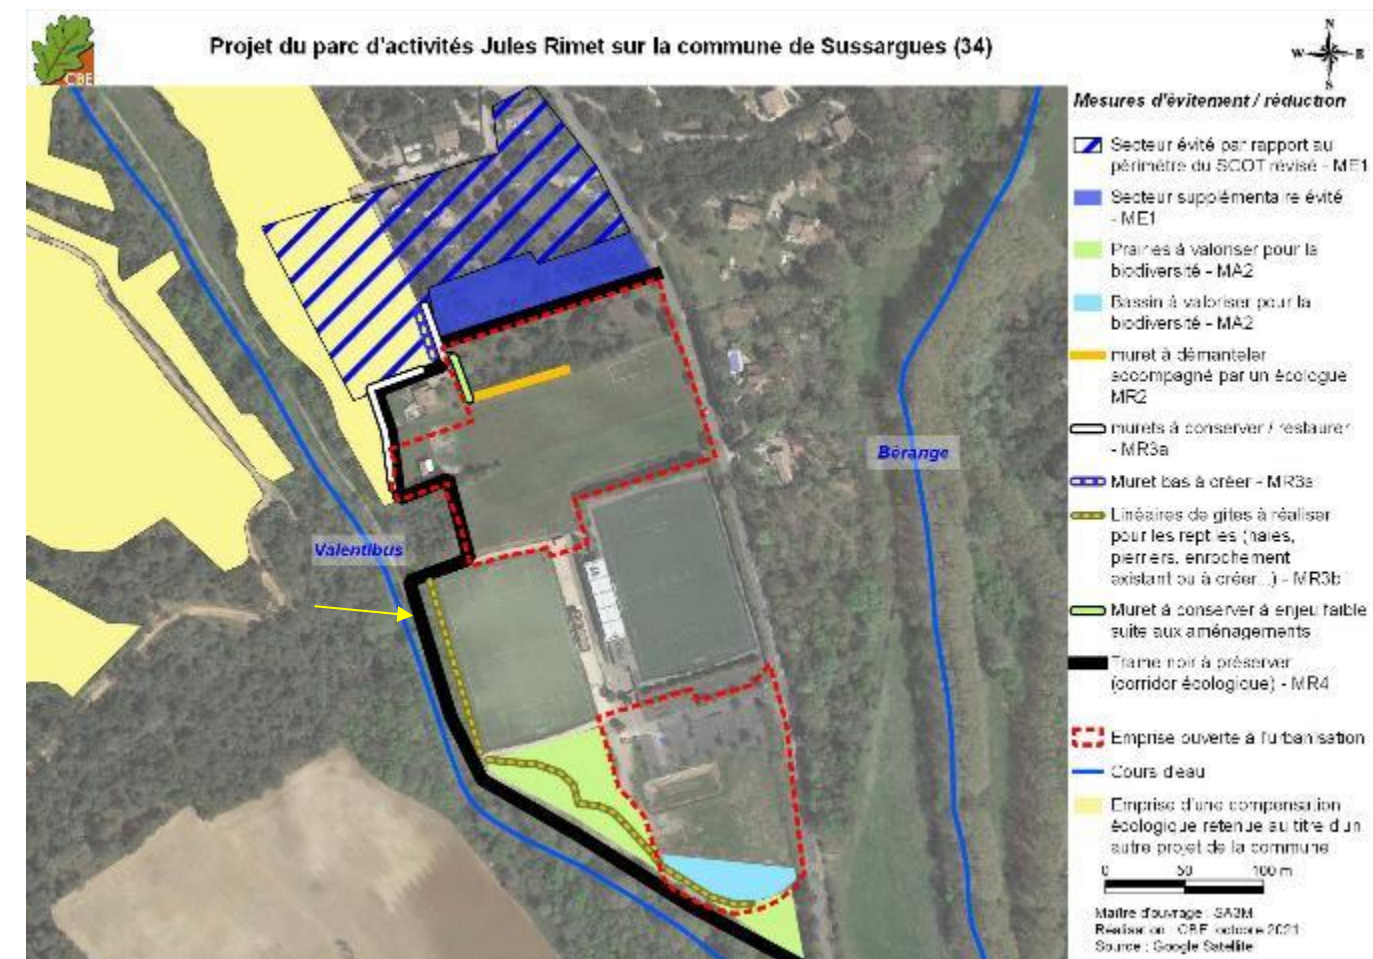 CBE
Projet du parc d'activités Jules Rimet sur la commune de Sussargues (34)
N
W
E
S
Mesures d'évitement / réduction
Secteur évité par rapport au
périmètre du SCOT révisé - ME1
Secteur supplémentaire évité
- ME1
Prairies à valoriser pour la
biodiversité - MA2
Bassin à valoriser pour la
biodiversité - MA2
muret à démanteler
accompagné par un écologue
MR2
murets à conserver / restaurer
- MR3a
Muret bas à créer - MR3a
Linéaires de gites à réaliser
pour les reptiles (haies,
pierriers, enrochement
existant ou à créer...) - MR3b
Muret à conserver à enjeu faible
suite aux aménagements
Trame noir à préserver
(corridor écologique) - MR4
Emprise ouverte à l'urbanisation
Cours d'eau
Emprise d'une compensation
écologique retenue au titre d'un
autre projet de la commune
0 50 100 m
Maître d'ouvrage : SA3M
Réalisation : CBE, octobre 2021
Source : Google Satellite
Bérange
Valentibus